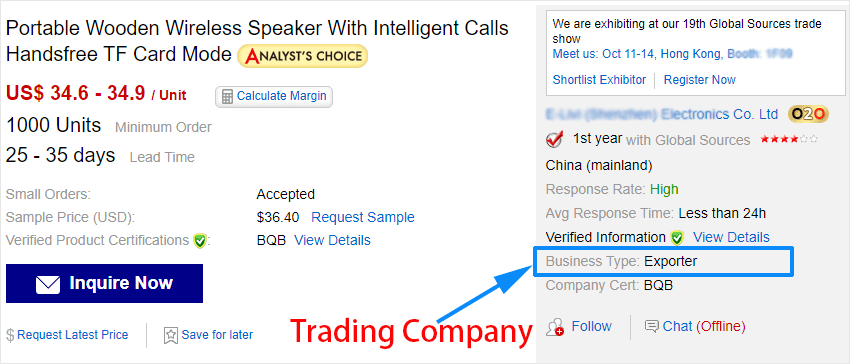 Portable Wooden Wireless Speaker With Intelligent Calls
Handsfree TF Card Mode ANALYST'S CHOICE
US$ 34.6 - 34.9 / Unit Calculate Margin
1000 Units Minimum Order
25 - 35 days Lead Time
Small Orders: Accepted
Sample Price (USD): $36.40 Request Sample
Verified Product Certifications : BQB View Details
Inquire Now
$ Request Latest Price Save for later
Trading Company
We are exhibiting at our 19th Global Sources trade
show
Meet us: Oct 11-14, Hong Kong,
Shortlist Exhibitor Register Now
Electronics Co. Ltd O2O
1st year with Global Sources
China (mainland)
Response Rate: High
Avg Response Time: Less than 24h
Verified Information View Details
Business Type: Exporter
Company Cert: BQB
Follow Chat (Offline)